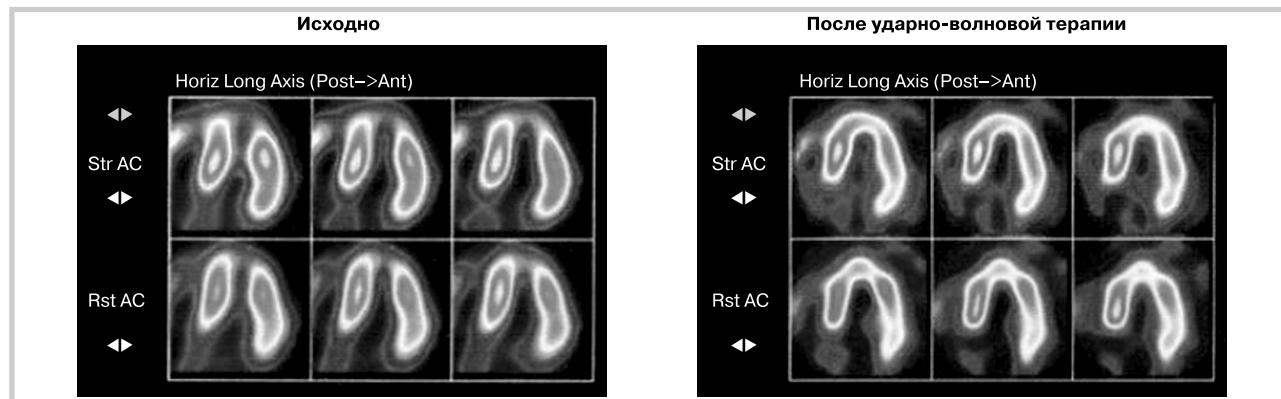 Исходно
Horiz Long Axis (Post–>Ant)
Str AC
Rst AC
После ударно-волновой терапии
Horiz Long Axis (Post–>Ant)
Str AC
Rst AC